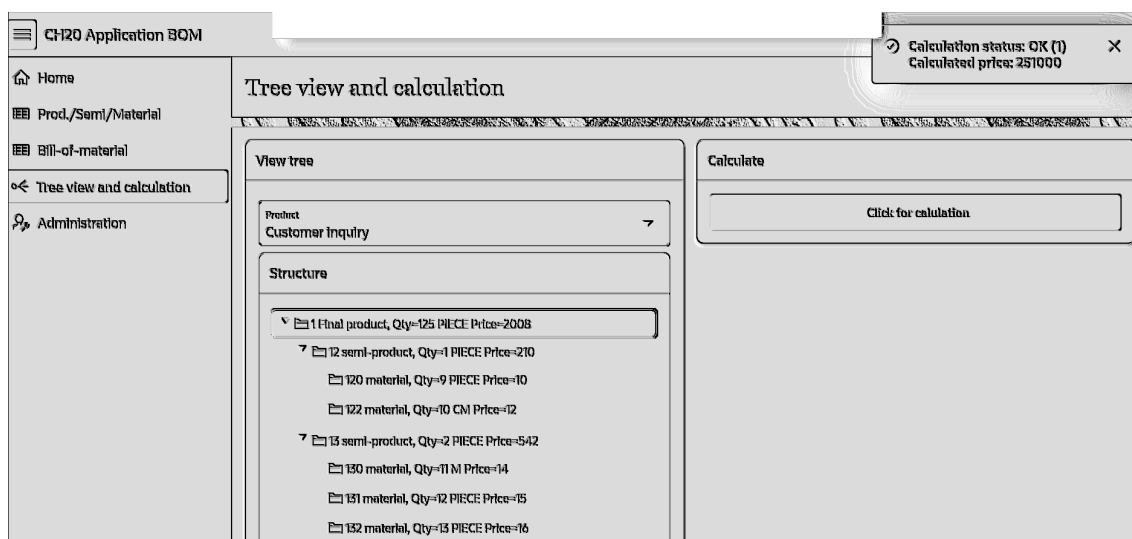 CH20 Application BOM
Calculation status: OK (1)
Calculated price: 251000
Home
Prod./Semi/Material
Bill-of-material
Tree view and calculation
Administration
Tree view and calculation
View tree
Product
Customer inquiry
Structure
1 Final product, Qty=125 PIECE Price=2008
12 semi-product, Qty=1 PIECE Price=210
120 material, Qty=9 PIECE Price=10
122 material, Qty=10 CM Price=12
13 semi-product, Qty=2 PIECE Price=542
130 material, Qty=11 M Price=14
131 material, Qty=12 PIECE Price=15
132 material, Qty=13 PIECE Price=16
Calculate
Click for calulation